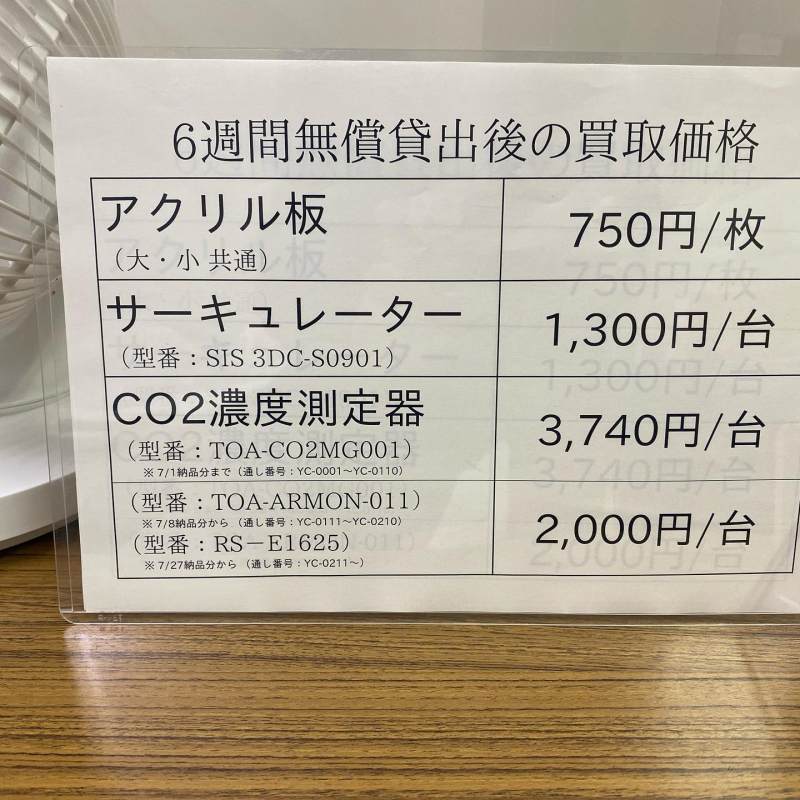 6週間無償貸出後の買取価格
アクリル板
（大・小 共通）
750円/枚
サーキュレーター
（型番：SIS 3DC-S0901）
1,300円/台
CO2濃度測定器
（型番：TOA-CO2MG001）
※7/1納品分まで（通し番号：YC-0001～YC-0110）
3,740円/台
（型番：TOA-ARMON-011）
※7/8納品分から（通し番号：YC-0111～YC-0210）
（型番：RS－E1625）
※7/27納品分から（通し番号：YC-0211～）
2,000円/台